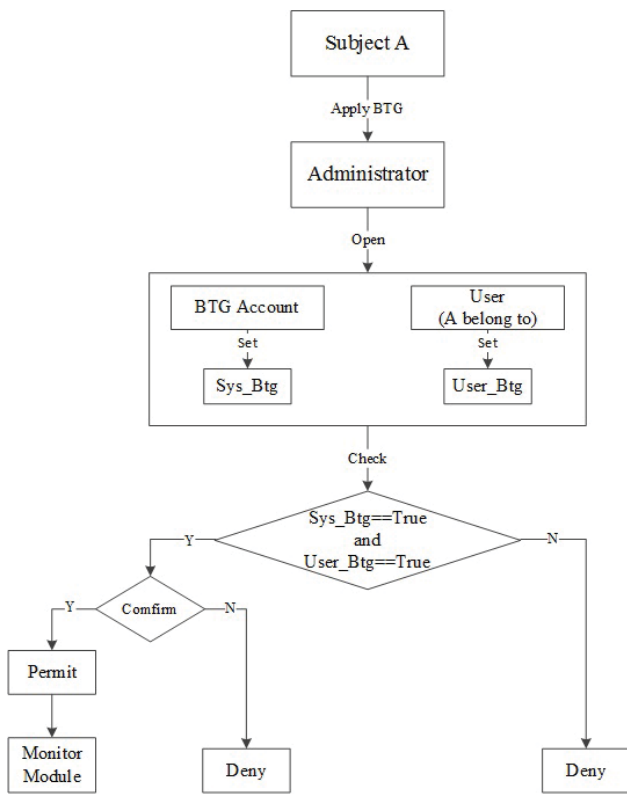 Subject A
Apply BTG
Administrator
Open
BTG Account
User
(A belong to)
Set
Set
Sys_Btg
User_Btg
Check
Sys_Btg==True
and
User_Btg==True
Y
N
Comfirm
Y
N
Permit
Monitor
Module
Deny
Deny